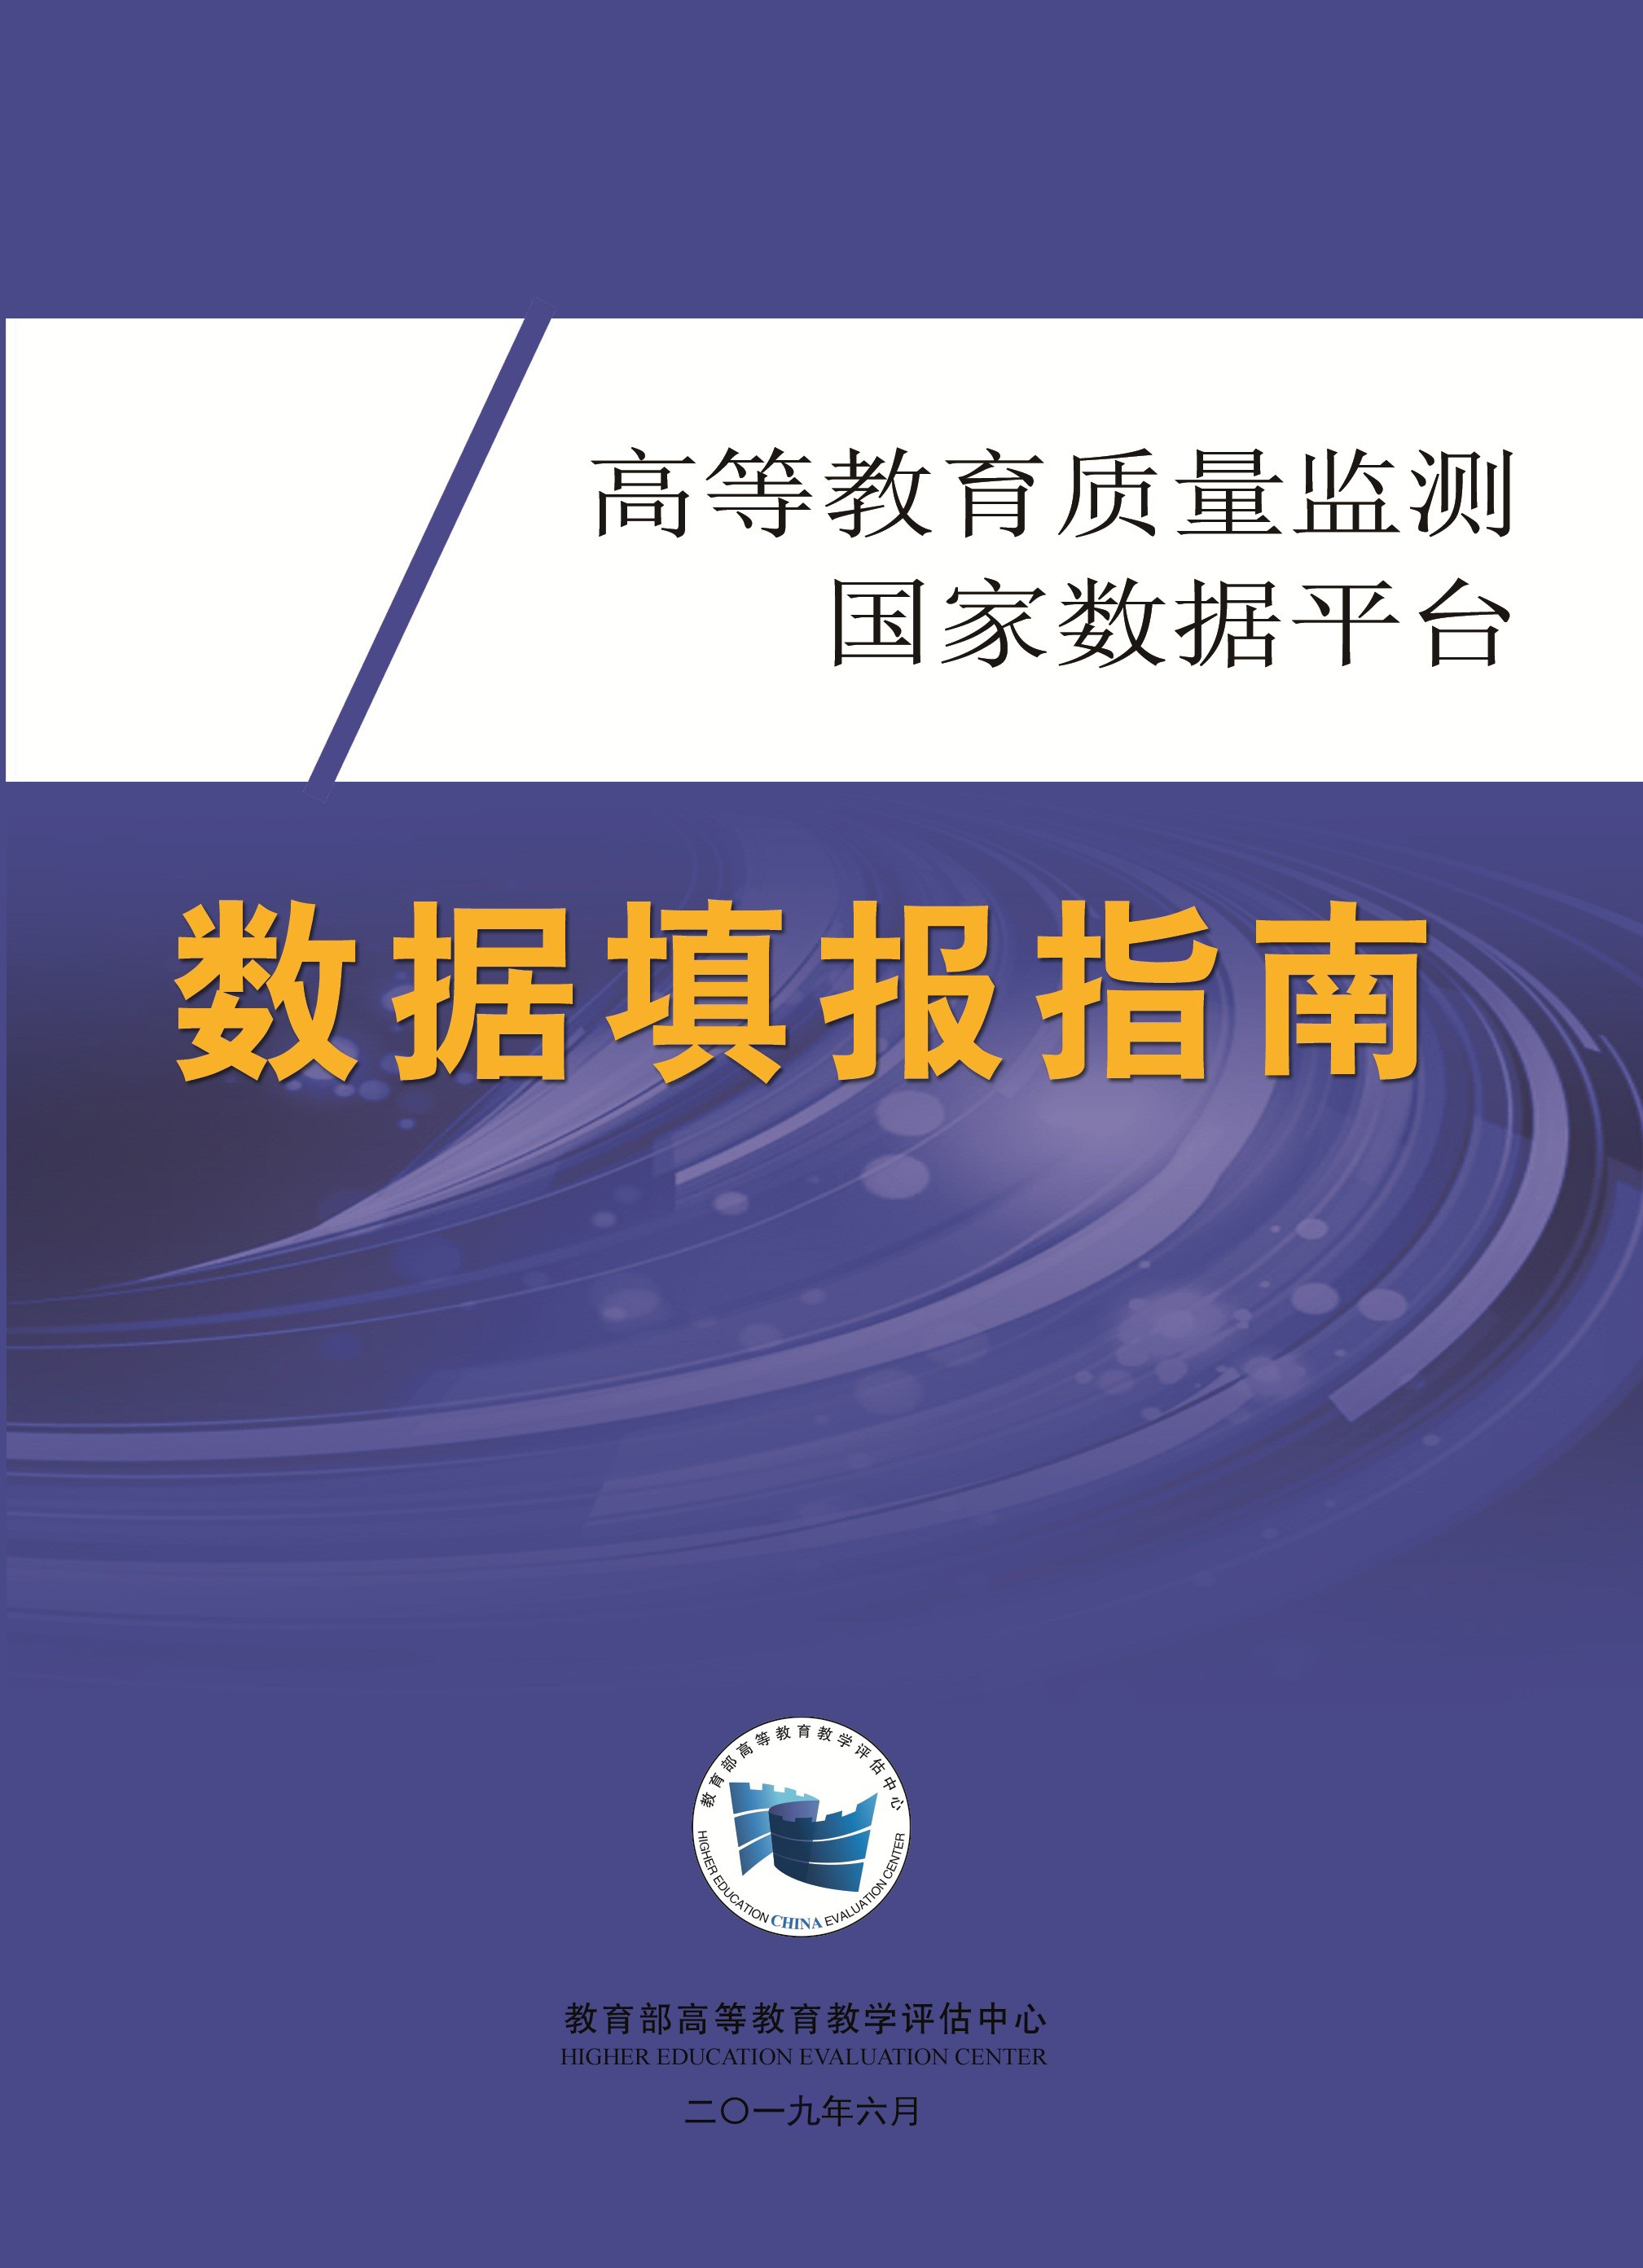 高等教育质量监测
国家数据平台
数据填报指南
教育部高等教育教学评估中心
HIGHER EDUCATION CHINA EVALUATION CENTER
教育部高等教育教学评估中心
HIGHER EDUCATION EVALUATION CENTER
二〇一九年六月